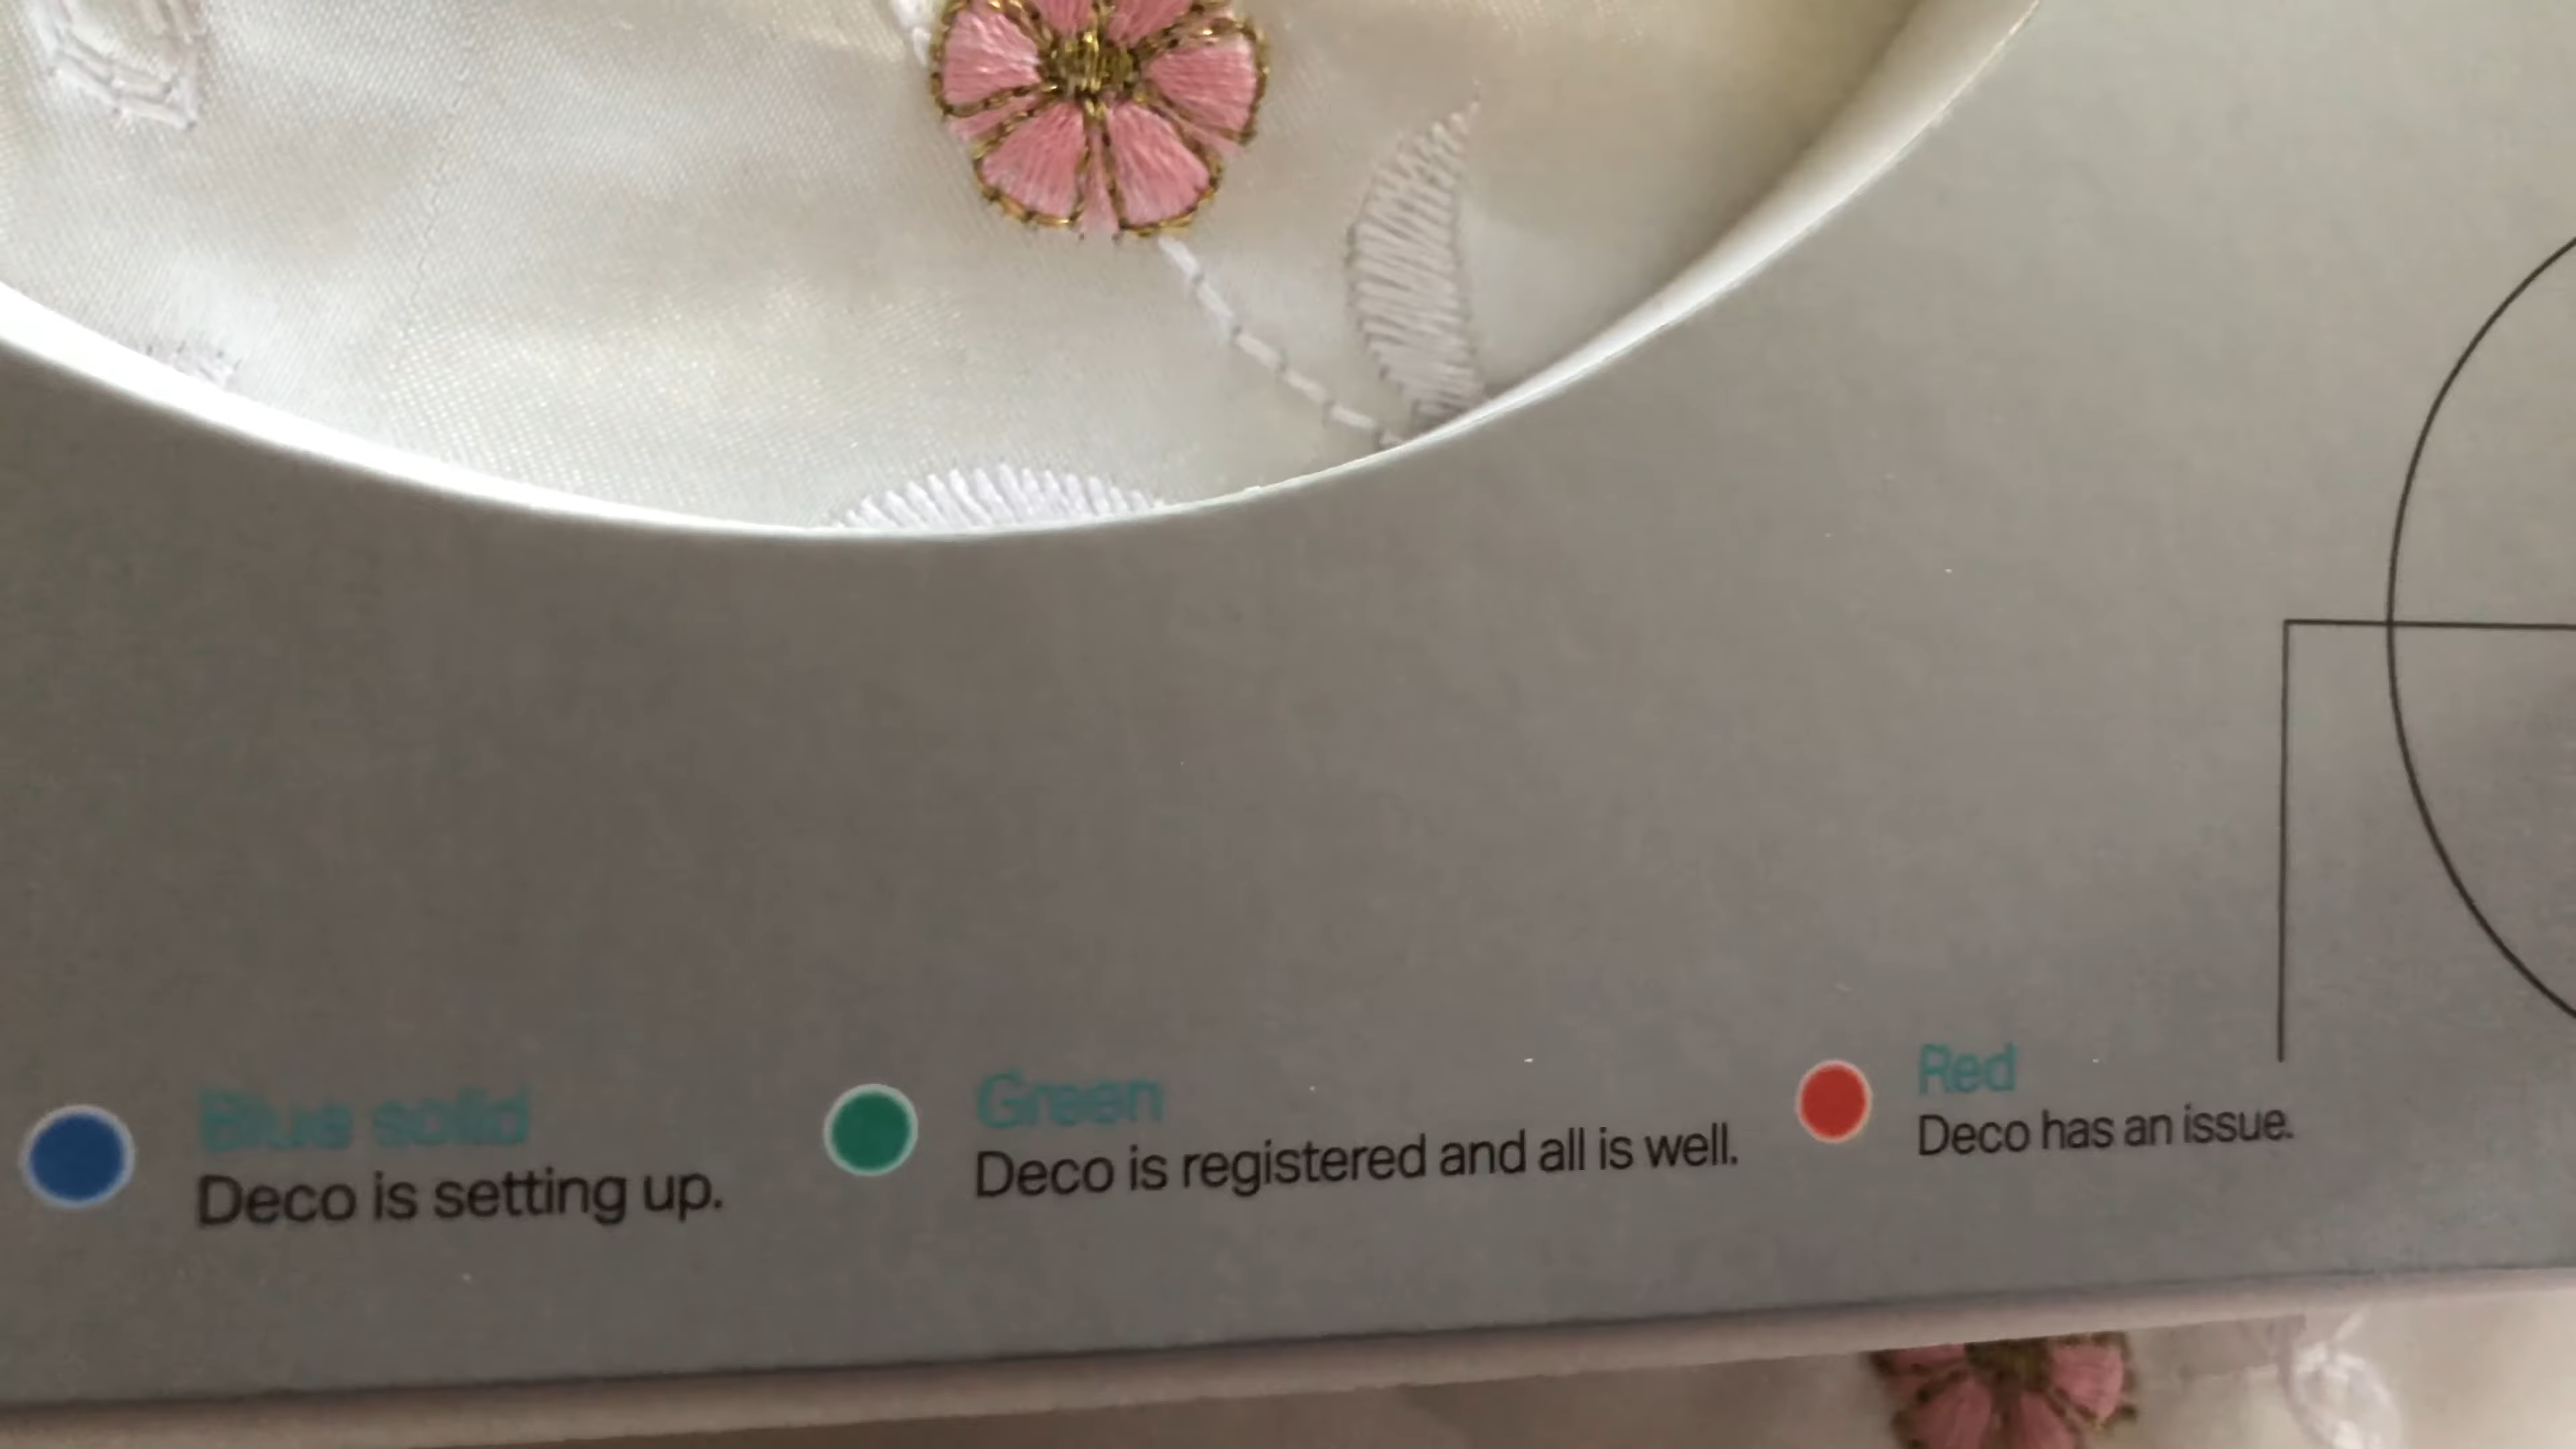 Blue solid
Deco is setting up.
Green
Deco is registered and all is well.
Red
Deco has an issue.